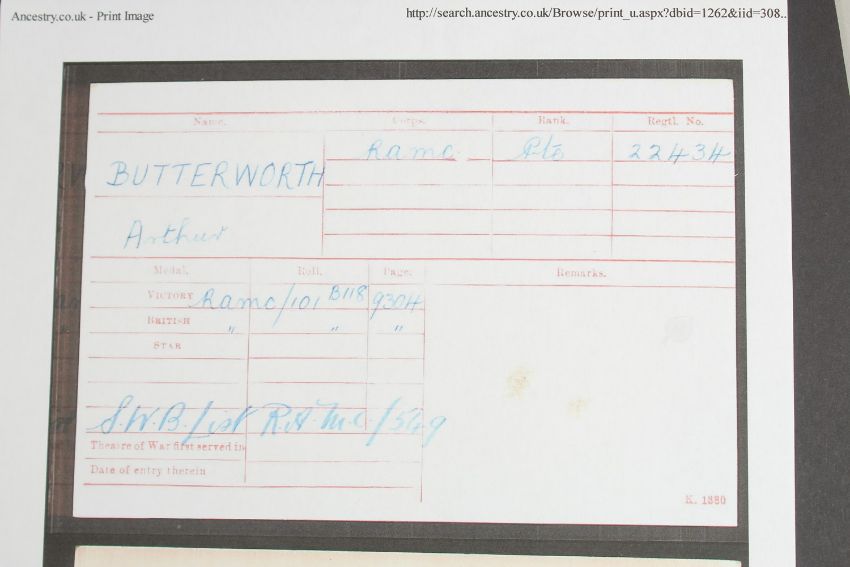 Ancestry.co.uk - Print Image http://search.ancestry.co.uk/Browse/print_u.aspx?dbid=1262&iid=308..
Name. Corps. Rank. Regtl. No.
BUTTERWORTH Ramc. Pte 22434
Arthur
Medal. Roll. Page. Remarks.
VICTORY Ramc/101 B118 9304
BRITISH " " "
STAR
S.W.B. List R.A.M.C./549
Theatre of War first served in
Date of entry therein
K. 1380